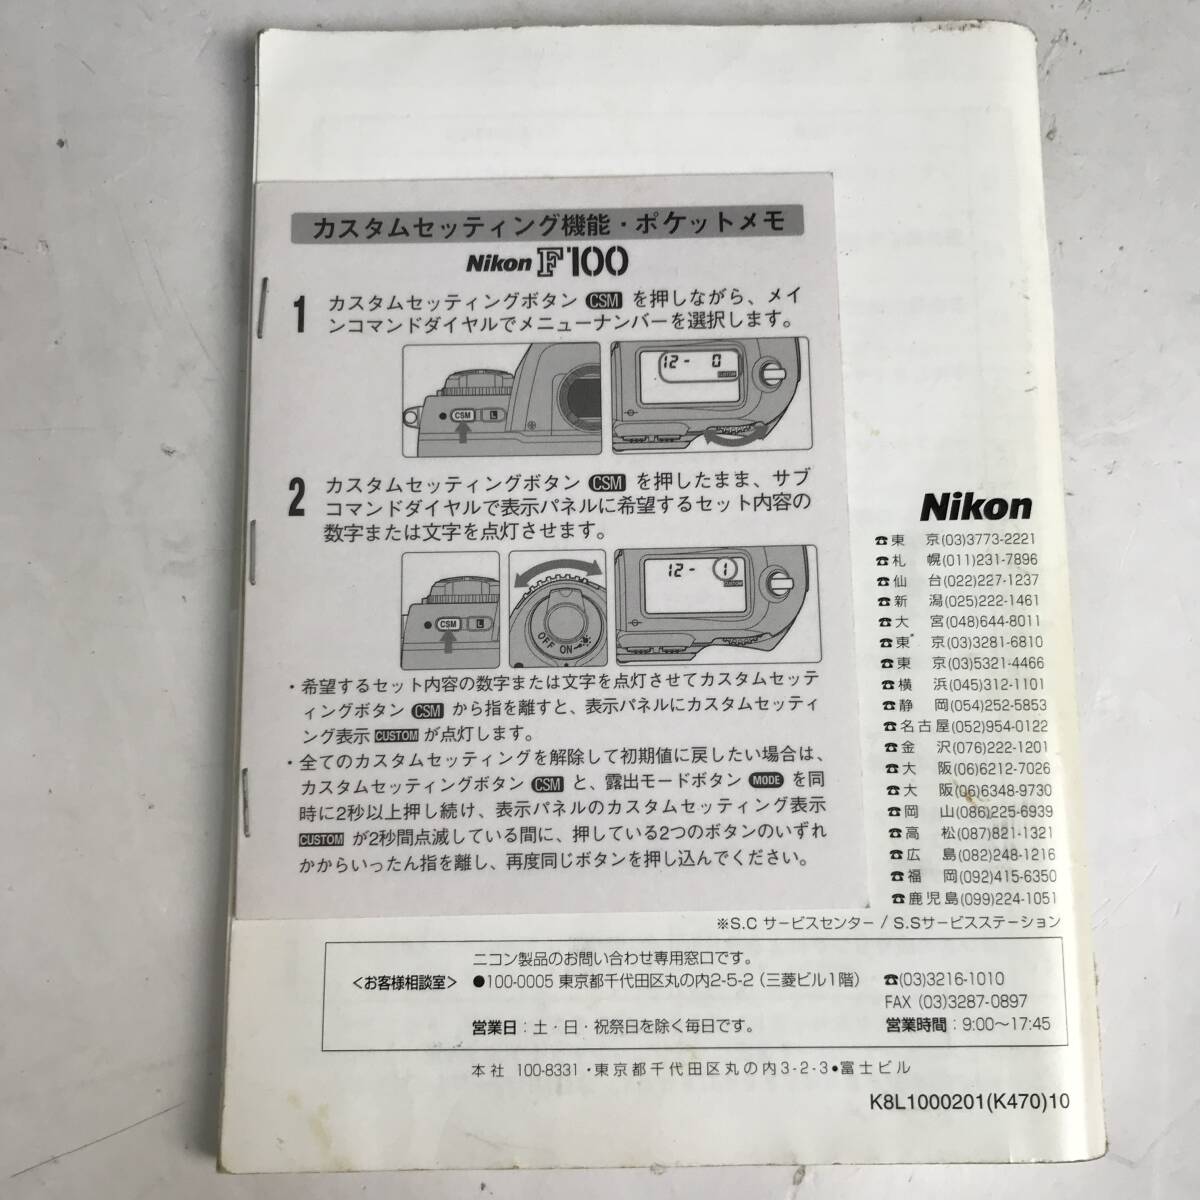 カスタムセッティング機能・ポケットメモ
Nikon F100
1 カスタムセッティングボタン CSM を押しながら、メイ
ンコマンドダイヤルでメニューナンバーを選択します。
CSM L
12- 0
CUSTOM
2 カスタムセッティングボタン CSM を押したまま、サブ
コマンドダイヤルで表示パネルに希望するセット内容の
数字または文字を点灯させます。
CSM L
OFF ON
12- 1
CUSTOM
・希望するセット内容の数字または文字を点灯させてカスタムセッテ
ィングボタン CSM から指を離すと、表示パネルにカスタムセッティ
ング表示 CUSTOM が点灯します。
・全てのカスタムセッティングを解除して初期値に戻したい場合は、
カスタムセッティングボタン CSM と、露出モードボタン MODE を同
時に2秒以上押し続け、表示パネルのカスタムセッティング表示
CUSTOM が2秒間点滅している間に、押している2つのボタンのいずれ
かからいったん指を離し、再度同じボタンを押し込んでください。
Nikon
☎東 京(03)3773-2221
☎札 幌(011)231-7896
☎仙 台(022)227-1237
☎新 潟(025)222-1461
☎大 宮(048)644-8011
☎東※ 京(03)3281-6810
☎東 京(03)5321-4466
☎横 浜(045)312-1101
☎静 岡(054)252-5853
☎名古屋(052)954-0122
☎金 沢(076)222-1201
☎大 阪(06)6212-7026
☎大 阪(06)6348-9730
☎岡 山(086)225-6939
☎高 松(087)821-1321
☎広 島(082)248-1216
☎福 岡(092)415-6350
☎鹿児島(099)224-1051
※S.C サービスセンター / S.Sサービスステーション
ニコン製品のお問い合わせ専用窓口です。
<お客様相談室> ●100-0005 東京都千代田区丸の内2-5-2（三菱ビル1階） ☎(03)3216-1010
FAX (03)3287-0897
営業日：土・日・祝祭日を除く毎日です。 営業時間：9:00〜17:45
本社 100-8331・東京都千代田区丸の内3-2-3●富士ビル
K8L1000201(K470)10